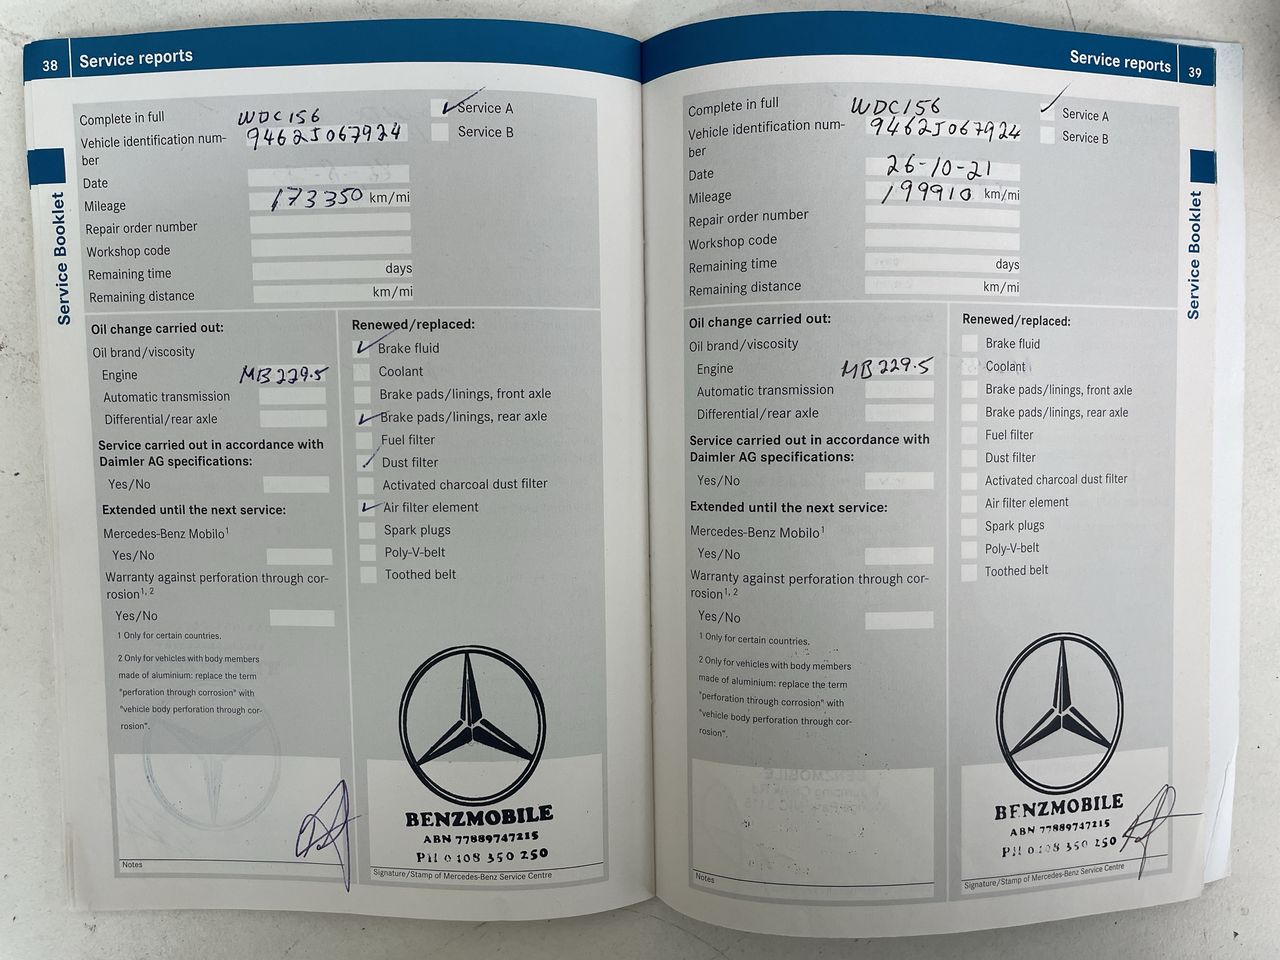 38 Service reports
Complete in full
WDC156
Service A
Vehicle identification num-
ber
9462J067924
Service B
Date
Mileage
173350 km/mi
Repair order number
Workshop code
Remaining time
days
Remaining distance
km/mi
Oil change carried out:
Oil brand/viscosity
Engine
MB 229.5
Automatic transmission
Differential/rear axle
Service carried out in accordance with
Daimler AG specifications:
Yes/No
Extended until the next service:
Mercedes-Benz Mobilo1
Yes/No
Warranty against perforation through cor-
rosion1, 2
Yes/No
1 Only for certain countries.
2 Only for vehicles with body members
made of aluminium: replace the term
"perforation through corrosion" with
"vehicle body perforation through cor-
rosion".
Notes
Renewed/replaced:
Brake fluid
Coolant
Brake pads/linings, front axle
Brake pads/linings, rear axle
Fuel filter
Dust filter
Activated charcoal dust filter
Air filter element
Spark plugs
Poly-V-belt
Toothed belt
BENZMOBILE
ABN 77889747215
PH 0408 350 250
Signature/Stamp of Mercedes-Benz Service Centre
Service Booklet
Service reports 39
Complete in full
WDC156
Service A
Vehicle identification num-
ber
9462J067924
Service B
Date
26-10-21
Mileage
199910 km/mi
Repair order number
Workshop code
Remaining time
days
Remaining distance
km/mi
Oil change carried out:
Oil brand/viscosity
Engine
MB 229.5
Automatic transmission
Differential/rear axle
Service carried out in accordance with
Daimler AG specifications:
Yes/No
Extended until the next service:
Mercedes-Benz Mobilo1
Yes/No
Warranty against perforation through cor-
rosion1, 2
Yes/No
1 Only for certain countries.
2 Only for vehicles with body members
made of aluminium: replace the term
"perforation through corrosion" with
"vehicle body perforation through cor-
rosion".
Notes
Renewed/replaced:
Brake fluid
Coolant
Brake pads/linings, front axle
Brake pads/linings, rear axle
Fuel filter
Dust filter
Activated charcoal dust filter
Air filter element
Spark plugs
Poly-V-belt
Toothed belt
BENZMOBILE
ABN 77889747215
PH 0408 350 250
Signature/Stamp of Mercedes-Benz Service Centre
Service Booklet